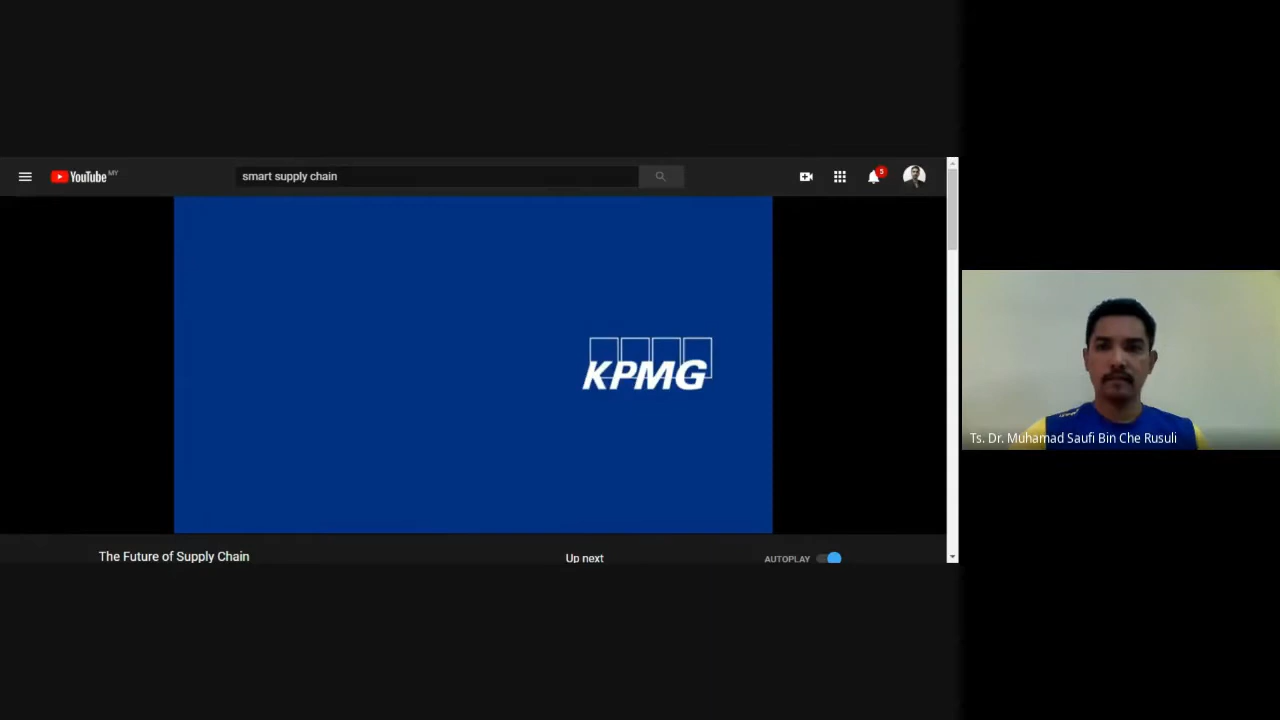 YouTube MY
smart supply chain
5
KPMG
Ts. Dr. Muhamad Saufi Bin Che Rusuli
The Future of Supply Chain
Up next
AUTOPLAY